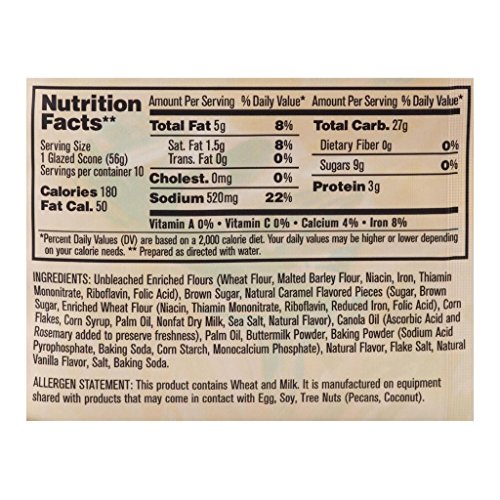 Nutrition Facts**
Serving Size
1 Glazed Scone (56g)
Servings per container 10
Calories 180
Fat Cal. 50
Amount Per Serving % Daily Value*
Total Fat 5g 8%
Sat. Fat 1.5g 8%
Trans. Fat 0g 0%
Cholest. 0mg 0%
Sodium 520mg 22%
Amount Per Serving % Daily Value*
Total Carb. 27g
Dietary Fiber 0g 0%
Sugars 9g 0%
Protein 3g
Vitamin A 0% • Vitamin C 0% • Calcium 4% • Iron 8%
*Percent Daily Values (DV) are based on a 2,000 calorie diet. Your daily values may be higher or lower depending
on your calorie needs. ** Prepared as directed with water.
INGREDIENTS: Unbleached Enriched Flours (Wheat Flour, Malted Barley Flour, Niacin, Iron, Thiamin
Mononitrate, Riboflavin, Folic Acid), Brown Sugar, Natural Caramel Flavored Pieces (Sugar, Brown
Sugar, Enriched Wheat Flour (Niacin, Thiamin Mononitrate, Riboflavin, Reduced Iron, Folic Acid), Corn
Flakes, Corn Syrup, Palm Oil, Nonfat Dry Milk, Sea Salt, Natural Flavor), Canola Oil (Ascorbic Acid and
Rosemary added to preserve freshness), Palm Oil, Buttermilk Powder, Baking Powder (Sodium Acid
Pyrophosphate, Baking Soda, Corn Starch, Monocalcium Phosphate), Natural Flavor, Flake Salt, Natural
Vanilla Flavor, Salt, Baking Soda.
ALLERGEN STATEMENT: This product contains Wheat and Milk. It is manufactured on equipment
shared with products that may come in contact with Egg, Soy, Tree Nuts (Pecans, Coconut).